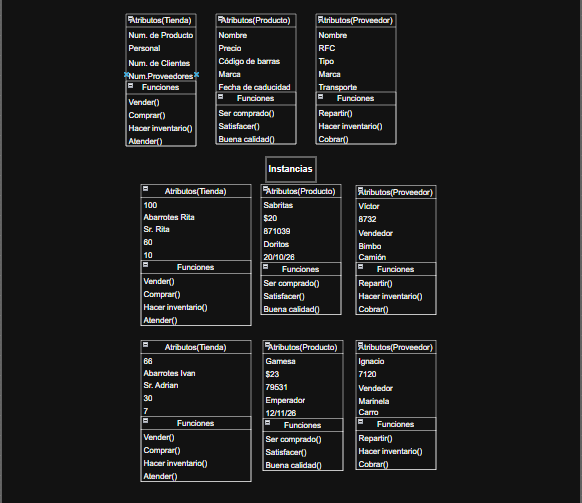 Atributos(Tienda)
Num. de Producto
Personal
Num. de Clientes
Num.Proveedores
Funciones
Vender()
Comprar()
Hacer inventario()
Atender()
Atributos(Producto)
Nombre
Precio
Código de barras
Marca
Fecha de caducidad
Funciones
Ser comprado()
Satisfacer()
Buena calidad()
Atributos(Proveedor)
Nombre
RFC
Tipo
Marca
Transporte
Funciones
Repartir()
Hacer inventario()
Cobrar()
Instancias
Atributos(Tienda)
100
Abarrotes Rita
Sr. Rita
60
10
Funciones
Vender()
Comprar()
Hacer inventario()
Atender()
Atributos(Producto)
Sabritas
$20
871039
Doritos
20/10/26
Funciones
Ser comprado()
Satisfacer()
Buena calidad()
Atributos(Proveedor)
Víctor
8732
Vendedor
Bimbo
Camión
Funciones
Repartir()
Hacer inventario()
Cobrar()
Atributos(Tienda)
66
Abarrotes Ivan
Sr. Adrian
30
7
Funciones
Vender()
Comprar()
Hacer inventario()
Atender()
Atributos(Producto)
Gamesa
$23
79531
Emperador
12/11/26
Funciones
Ser comprado()
Satisfacer()
Buena calidad()
Atributos(Proveedor)
Ignacio
7120
Vendedor
Marinela
Carro
Funciones
Repartir()
Hacer inventario()
Cobrar()